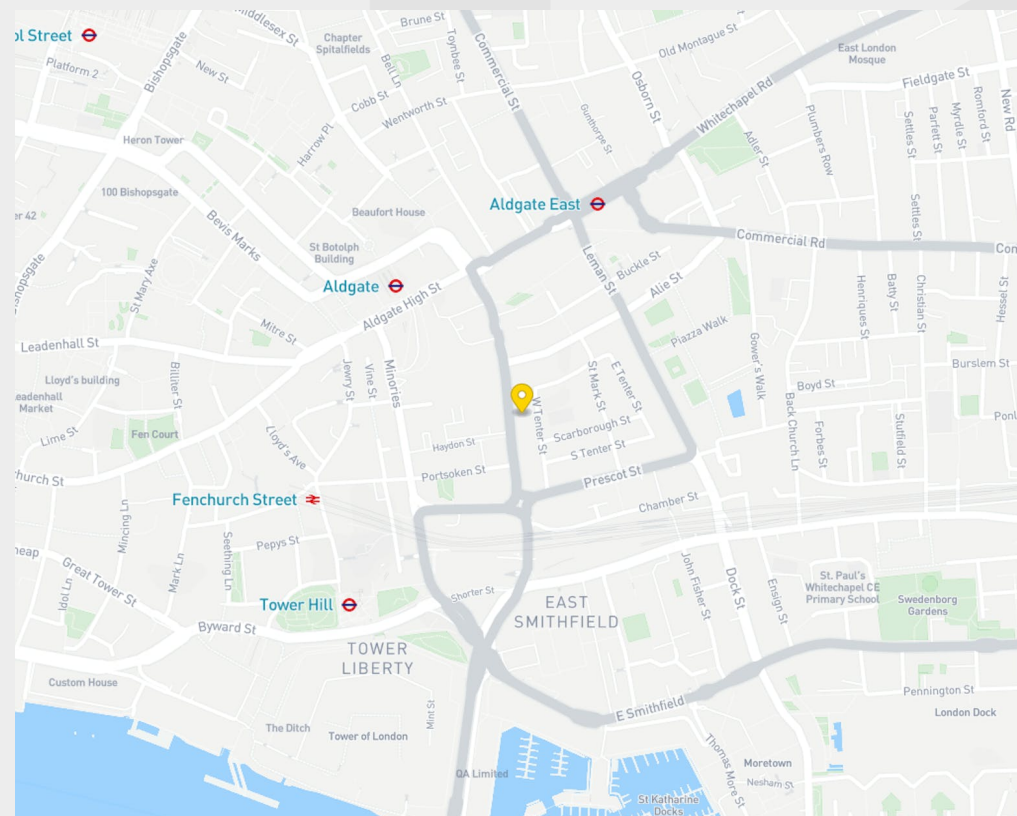 Middlesex St
Brune St
ol Street
Platform 2
Bishopsgate
New St
Chapter
Spitalfields
Bell Ln
Toynbee St
Commercial St
Old Montague St
East London
Mosque
Fieldgate St
Cobb St
Wentworth St
Gunthorpe St
Osborn St
Whitechapel Rd
Plumbers Row
Settles St
Parfett St
Myrdle St
Romford St
New Rd
Heron Tower
Harrow Pl
Adler St
100 Bishopsgate
Beaufort House
Aldgate East
er 42
Bevis Marks
St Botolph
Building
Leman St
Commercial Rd
Settles St
Com
shopsgate
St Mary Axe
Aldgate
Aldgate High St
Buckle St
Alie St
Henriques St
Batty St
Christian St
Hessel St
Mitre St
Piazza Walk
Gower's Walk
Leadenhall St
Lloyd's building
Billiter St
Jewry St
Vine St
Minories
St Mark St
E Tenter St
Burslem St
eadenhall
Market
Boyd St
Back Church Ln
Lime St
Fen Court
W Tenter St
Scarborough St
Forbes St
Stutfield St
Ponl
Lloyd's Ave
Haydon St
S Tenter St
church St
Portsoken St
Prescot St
Fenchurch Street
Chamber St
Mincing Ln
heap
Seething Ln
Pepys St
Mark Ln
Great Tower St
Idol Ln
John Fisher St
Dock St
Ensign St
St. Paul's
Whitechapel CE
Primary School
Swedenborg
Gardens
Tower Hill
Shorter St
EAST
SMITHFIELD
Byward St
TOWER
LIBERTY
Custom House
Mint St
E Smithfield
Pennington St
London Dock
The Ditch
Tower of London
Thomas More St
Moretown
QA Limited
Nesham St
St Katharine
Docks